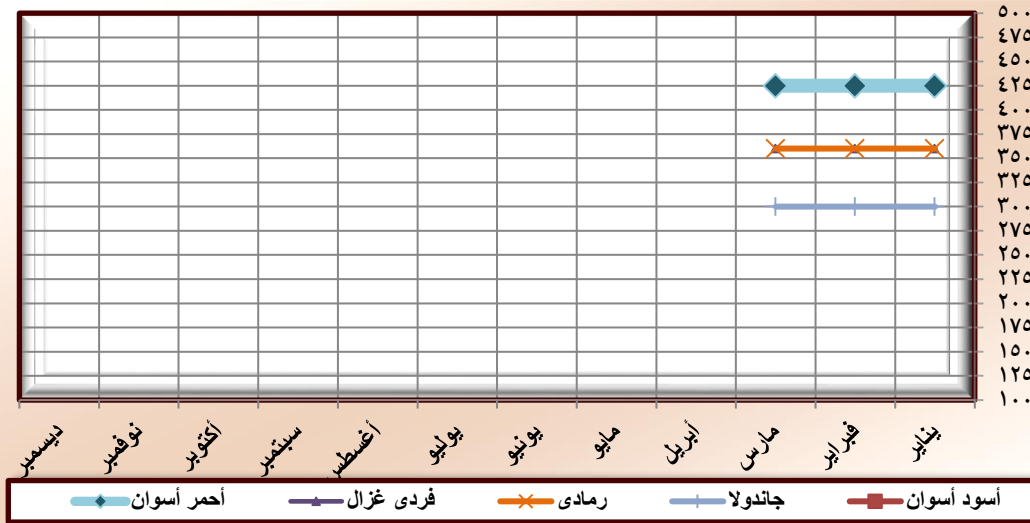 ٥٠٠
٤٧٥
٤٥٠
٤٢٥
٤٠٠
٣٧٥
٣٥٠
٣٢٥
٣٠٠
٢٧٥
٢٥٠
٢٢٥
٢٠٠
١٧٥
١٥٠
١٢٥
١٠٠
يناير
فبراير
مارس
أبريل
مايو
يونيو
يوليو
أغسطس
سبتمبر
أكتوبر
نوفمبر
ديسمبر
أسود أسوان جاندولا رمادى فردى غزال أحمر أسوان